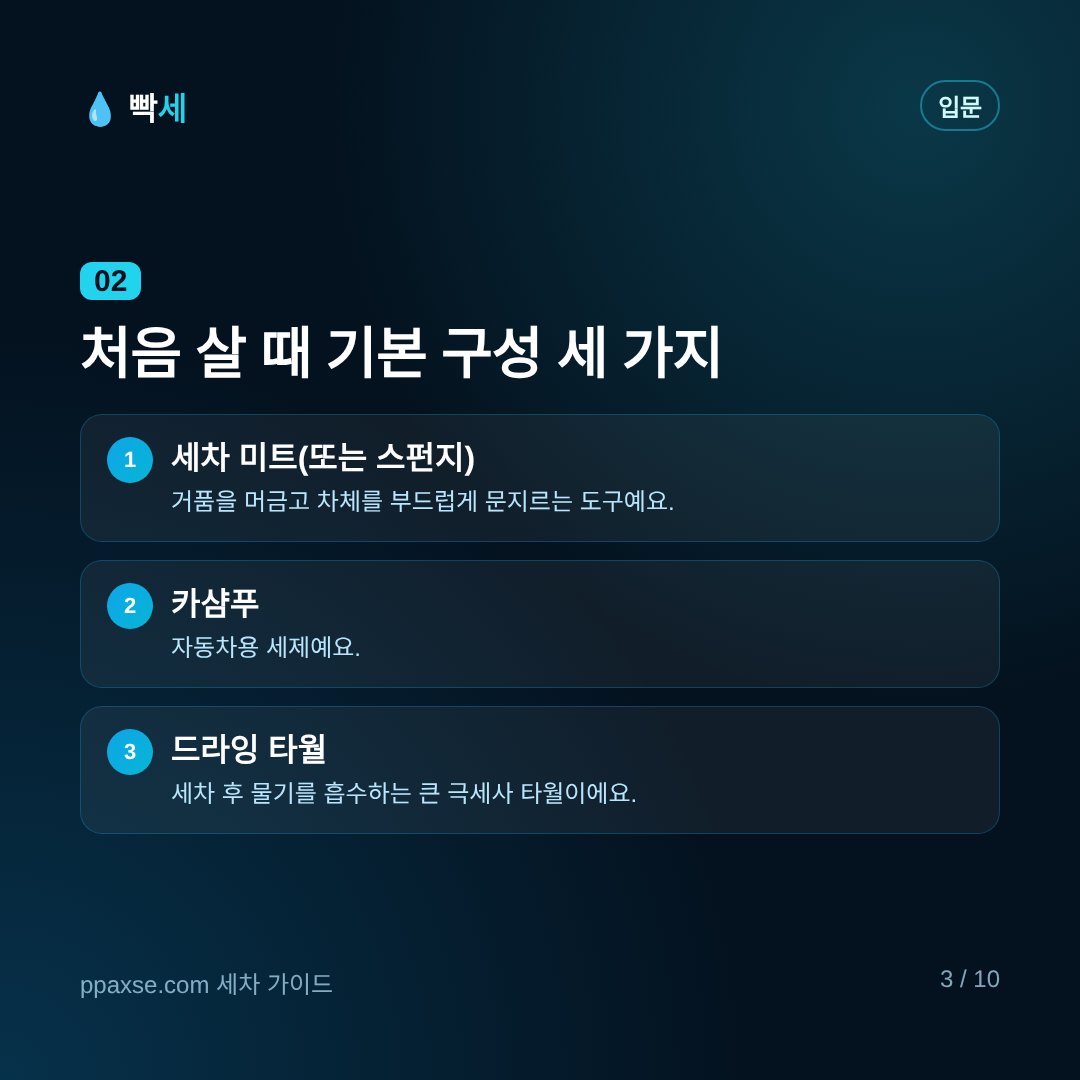 빡세
입문
02
처음 살 때 기본 구성 세 가지
1
세차 미트(또는 스펀지)
거품을 머금고 차체를 부드럽게 문지르는 도구예요.
2
카샴푸
자동차용 세제예요.
3
드라잉 타월
세차 후 물기를 흡수하는 큰 극세사 타월이에요.
ppaxse.com 세차 가이드
3 / 10